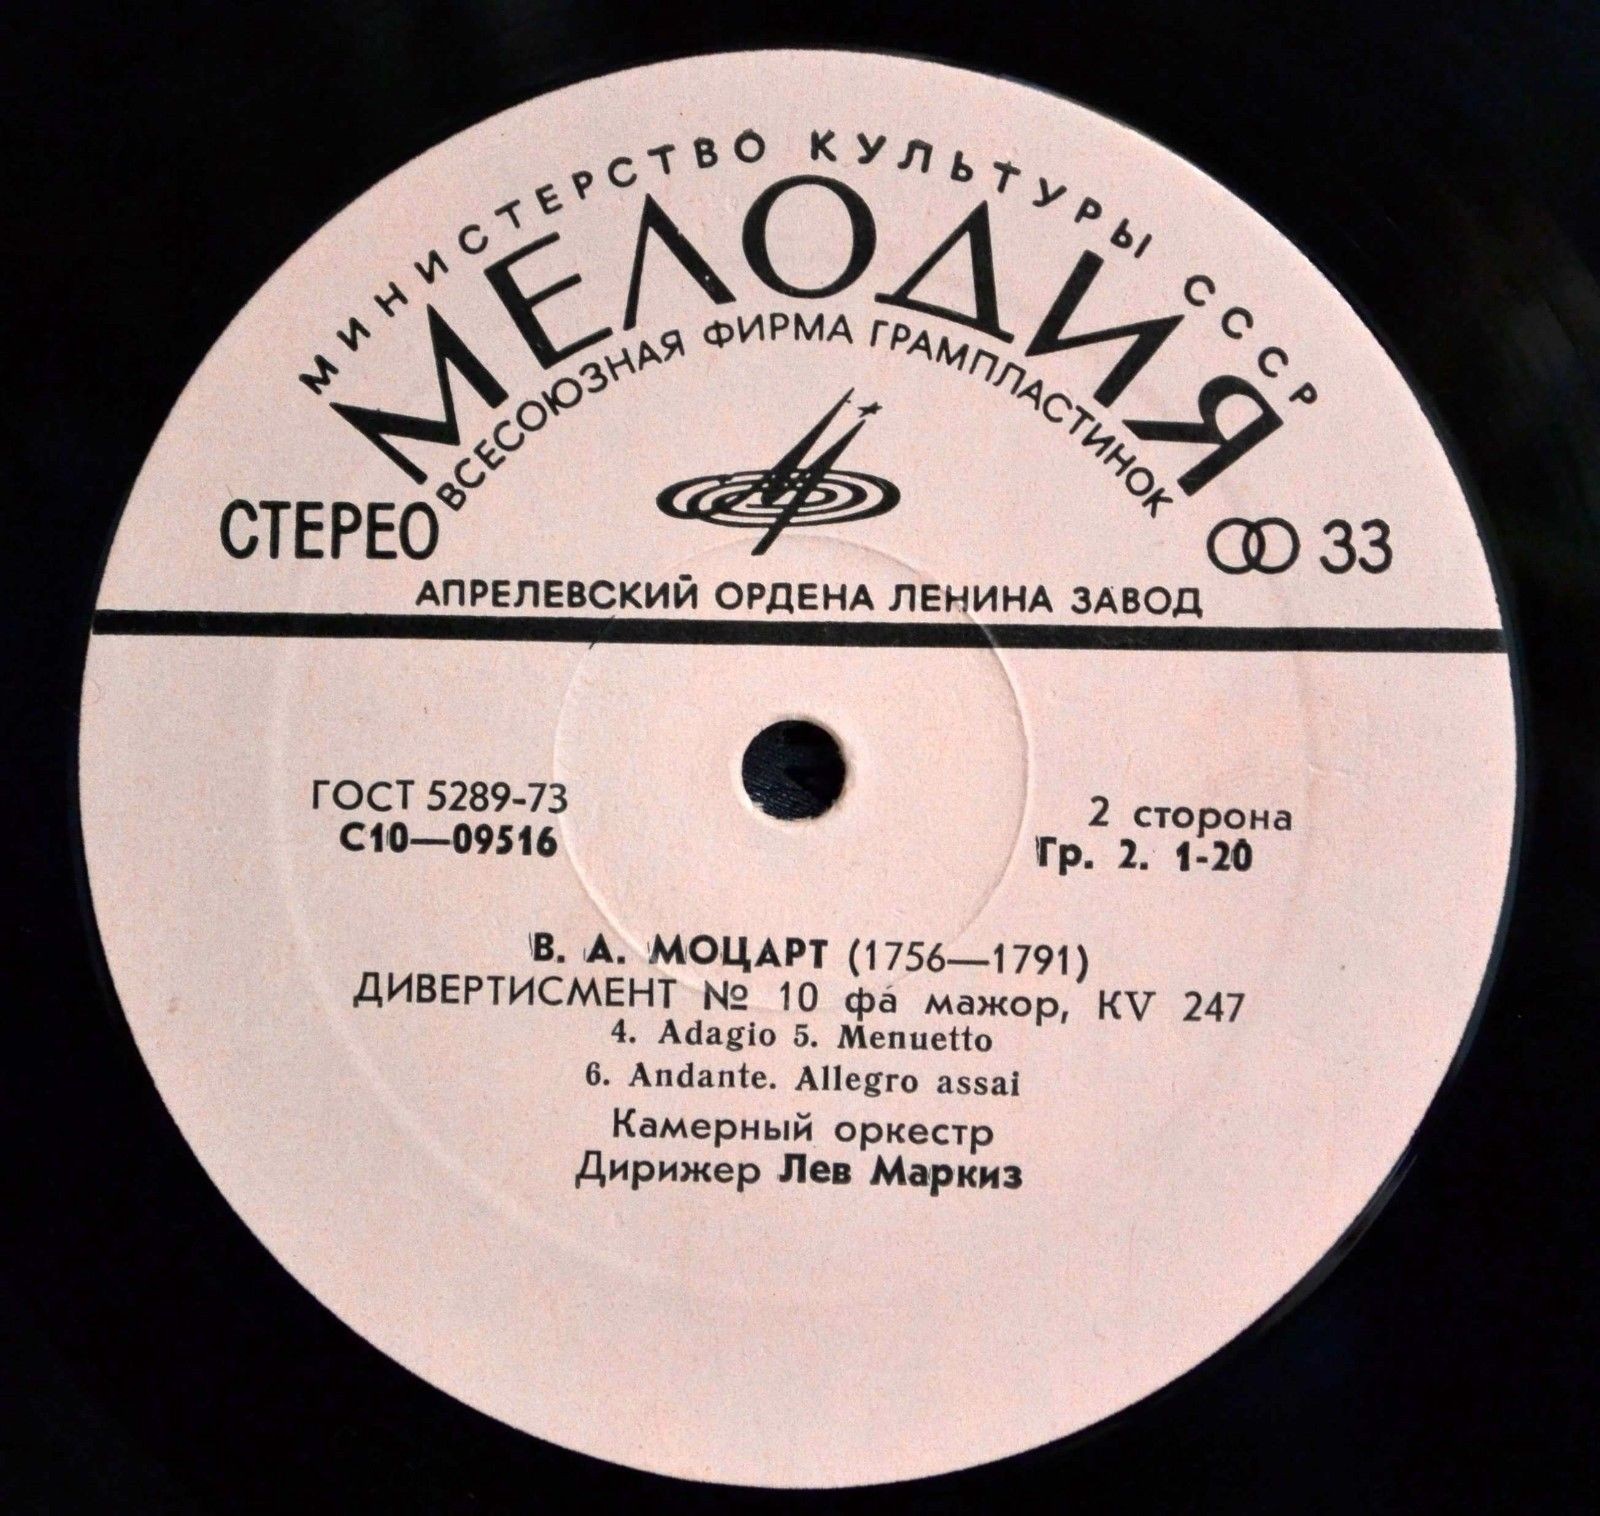 МИНИСТЕРСТВО КУЛЬТУРЫ СССР
МЕЛОДИЯ
ВСЕСОЮЗНАЯ ФИРМА ГРАМПЛАСТИНОК
СТЕРЕО
33
АПРЕЛЕВСКИЙ ОРДЕНА ЛЕНИНА ЗАВОД
ГОСТ 5289-73
С10—09516
2 сторона
Гр. 2. 1-20
В. А. МОЦАРТ (1756—1791)
ДИВЕРТИСМЕНТ № 10 фа мажор, KV 247
4. Adagio 5. Menuetto
6. Andante. Allegro assai
Камерный оркестр
Дирижер Лев Маркиз